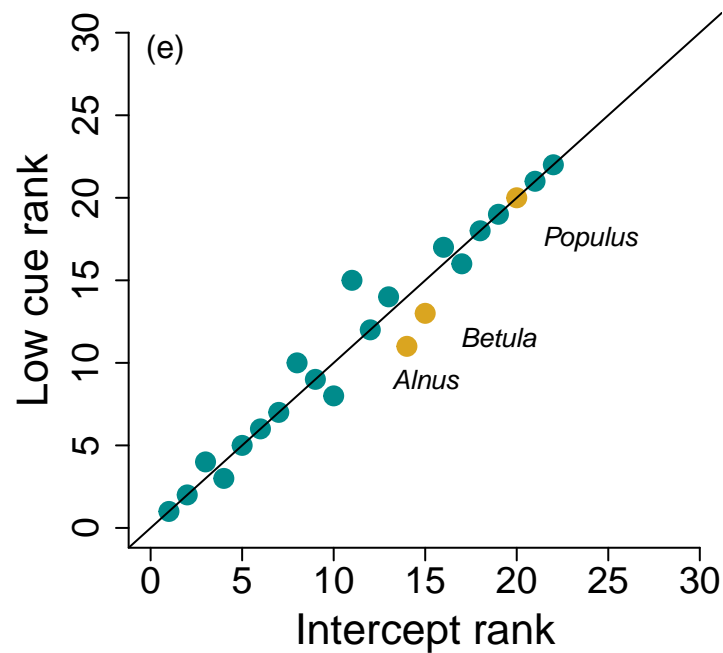 (e)
30
25
20
15
10
5
0
Low cue rank
Populus
Betula
Alnus
0 5 10 15 20 25 30
Intercept rank